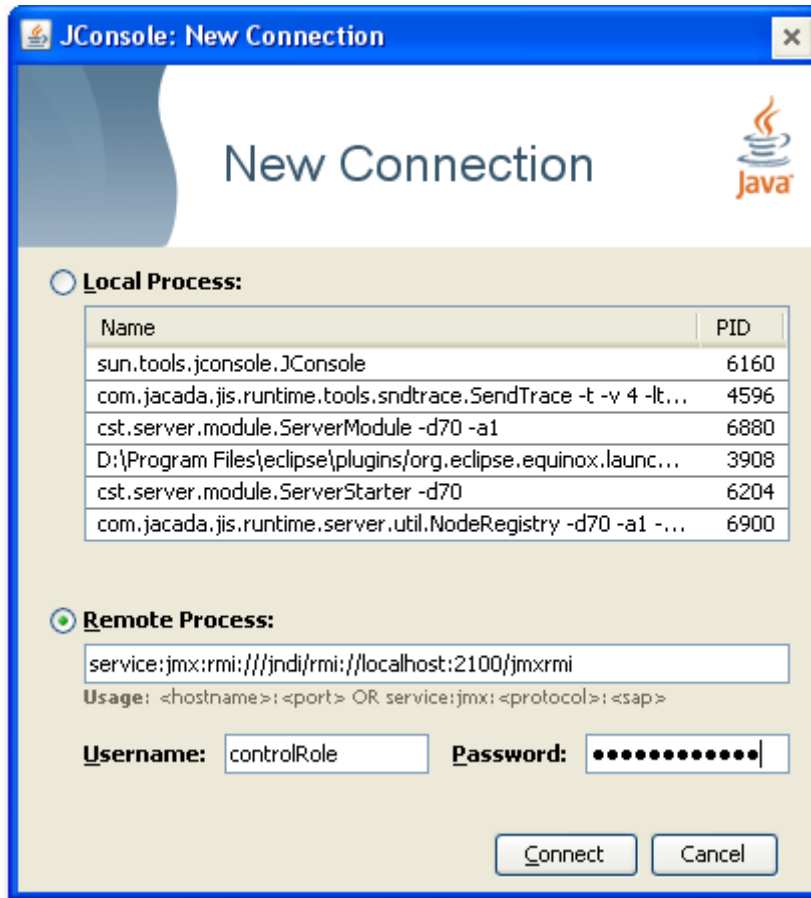 JConsole: New Connection
New Connection
Java
Local Process:
Name PID
sun.tools.jconsole.JConsole 6160
com.jacada.jis.runtime.tools.sndtrace.SendTrace -t -v 4 -lt... 4596
cst.server.module.ServerModule -d70 -a1 6880
D:\Program Files\eclipse\plugins/org.eclipse.equinox.launc... 3908
cst.server.module.ServerStarter -d70 6204
com.jacada.jis.runtime.server.util.NodeRegistry -d70 -a1 -... 6900
Remote Process:
service:jmx:rmi:///jndi/rmi://localhost:2100/jmxrmi
Usage: <hostname>:<port> OR service:jmx:<protocol>:<sap>
Username: controlRole Password: ●●●●●●●●●●●●●
Connect Cancel